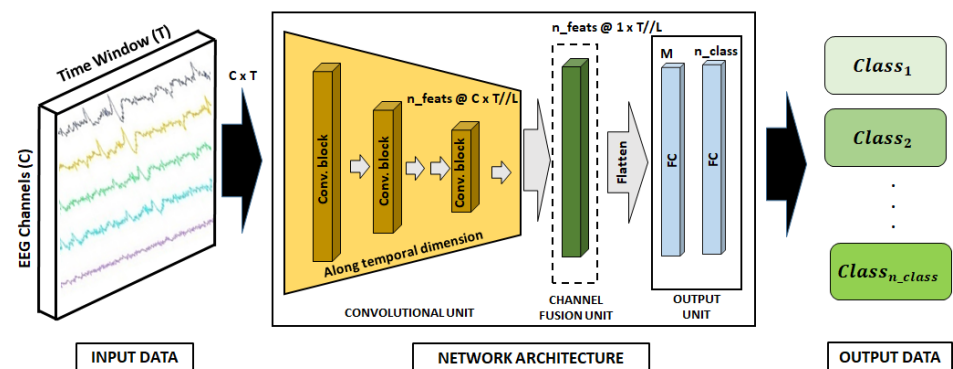 Time Window (T)
EEG Channels (C)
C x T
n_feats @ C x T//L
Conv. block
Conv. block
Conv. block
Along temporal dimension
CONVOLUTIONAL UNIT
n_feats @ 1 x T//L
CHANNEL
FUSION UNIT
Flatten
M
n_class
FC
FC
OUTPUT
UNIT
Class1
Class2
.
.
.
Classn_class
INPUT DATA
NETWORK ARCHITECTURE
OUTPUT DATA